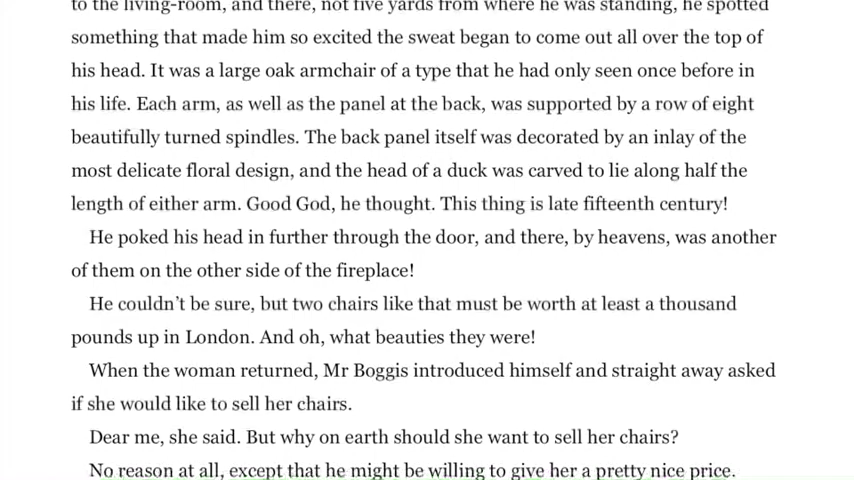 to the living-room, and there, not five yards from where he was standing, he spotted
something that made him so excited the sweat began to come out all over the top of
his head. It was a large oak armchair of a type that he had only seen once before in
his life. Each arm, as well as the panel at the back, was supported by a row of eight
beautifully turned spindles. The back panel itself was decorated by an inlay of the
most delicate floral design, and the head of a duck was carved to lie along half the
length of either arm. Good God, he thought. This thing is late fifteenth century!
He poked his head in further through the door, and there, by heavens, was another
of them on the other side of the fireplace!
He couldn’t be sure, but two chairs like that must be worth at least a thousand
pounds up in London. And oh, what beauties they were!
When the woman returned, Mr Boggis introduced himself and straight away asked
if she would like to sell her chairs.
Dear me, she said. But why on earth should she want to sell her chairs?
No reason at all, except that he might be willing to give her a pretty nice price.